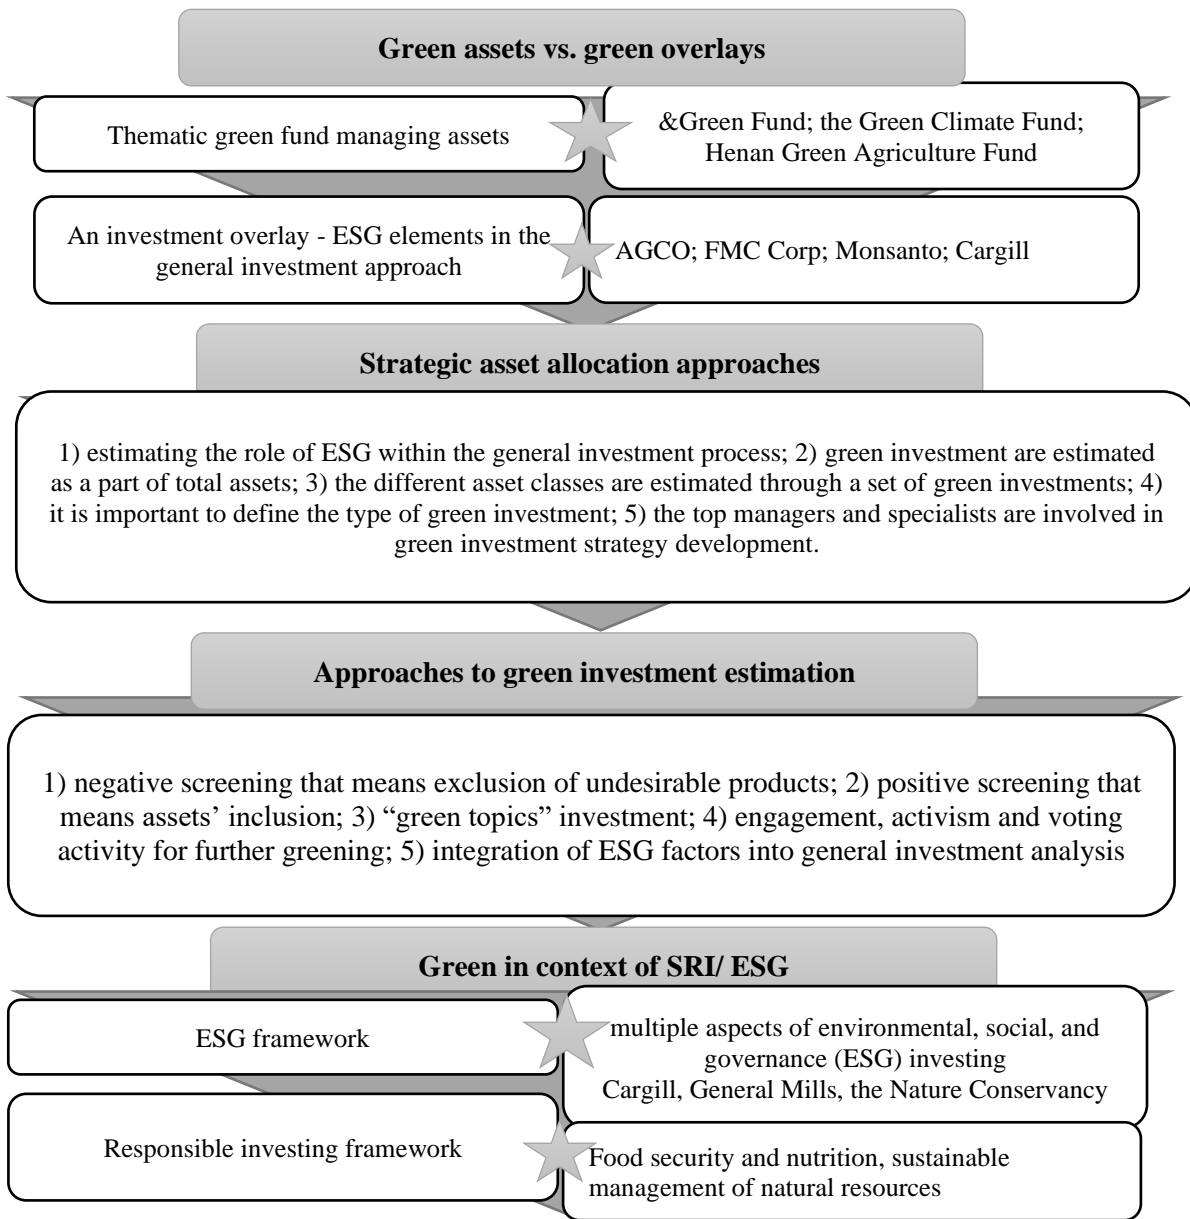 Green assets vs. green overlays
Thematic green fund managing assets
&Green Fund; the Green Climate Fund;
Henan Green Agriculture Fund
An investment overlay - ESG elements in the
general investment approach
AGCO; FMC Corp; Monsanto; Cargill
Strategic asset allocation approaches
1) estimating the role of ESG within the general investment process; 2) green investment are estimated
as a part of total assets; 3) the different asset classes are estimated through a set of green investments; 4)
it is important to define the type of green investment; 5) the top managers and specialists are involved in
green investment strategy development.
Approaches to green investment estimation
1) negative screening that means exclusion of undesirable products; 2) positive screening that
means assets’ inclusion; 3) “green topics” investment; 4) engagement, activism and voting
activity for further greening; 5) integration of ESG factors into general investment analysis
Green in context of SRI/ ESG
ESG framework
multiple aspects of environmental, social, and
governance (ESG) investing
Cargill, General Mills, the Nature Conservancy
Responsible investing framework
Food security and nutrition, sustainable
management of natural resources